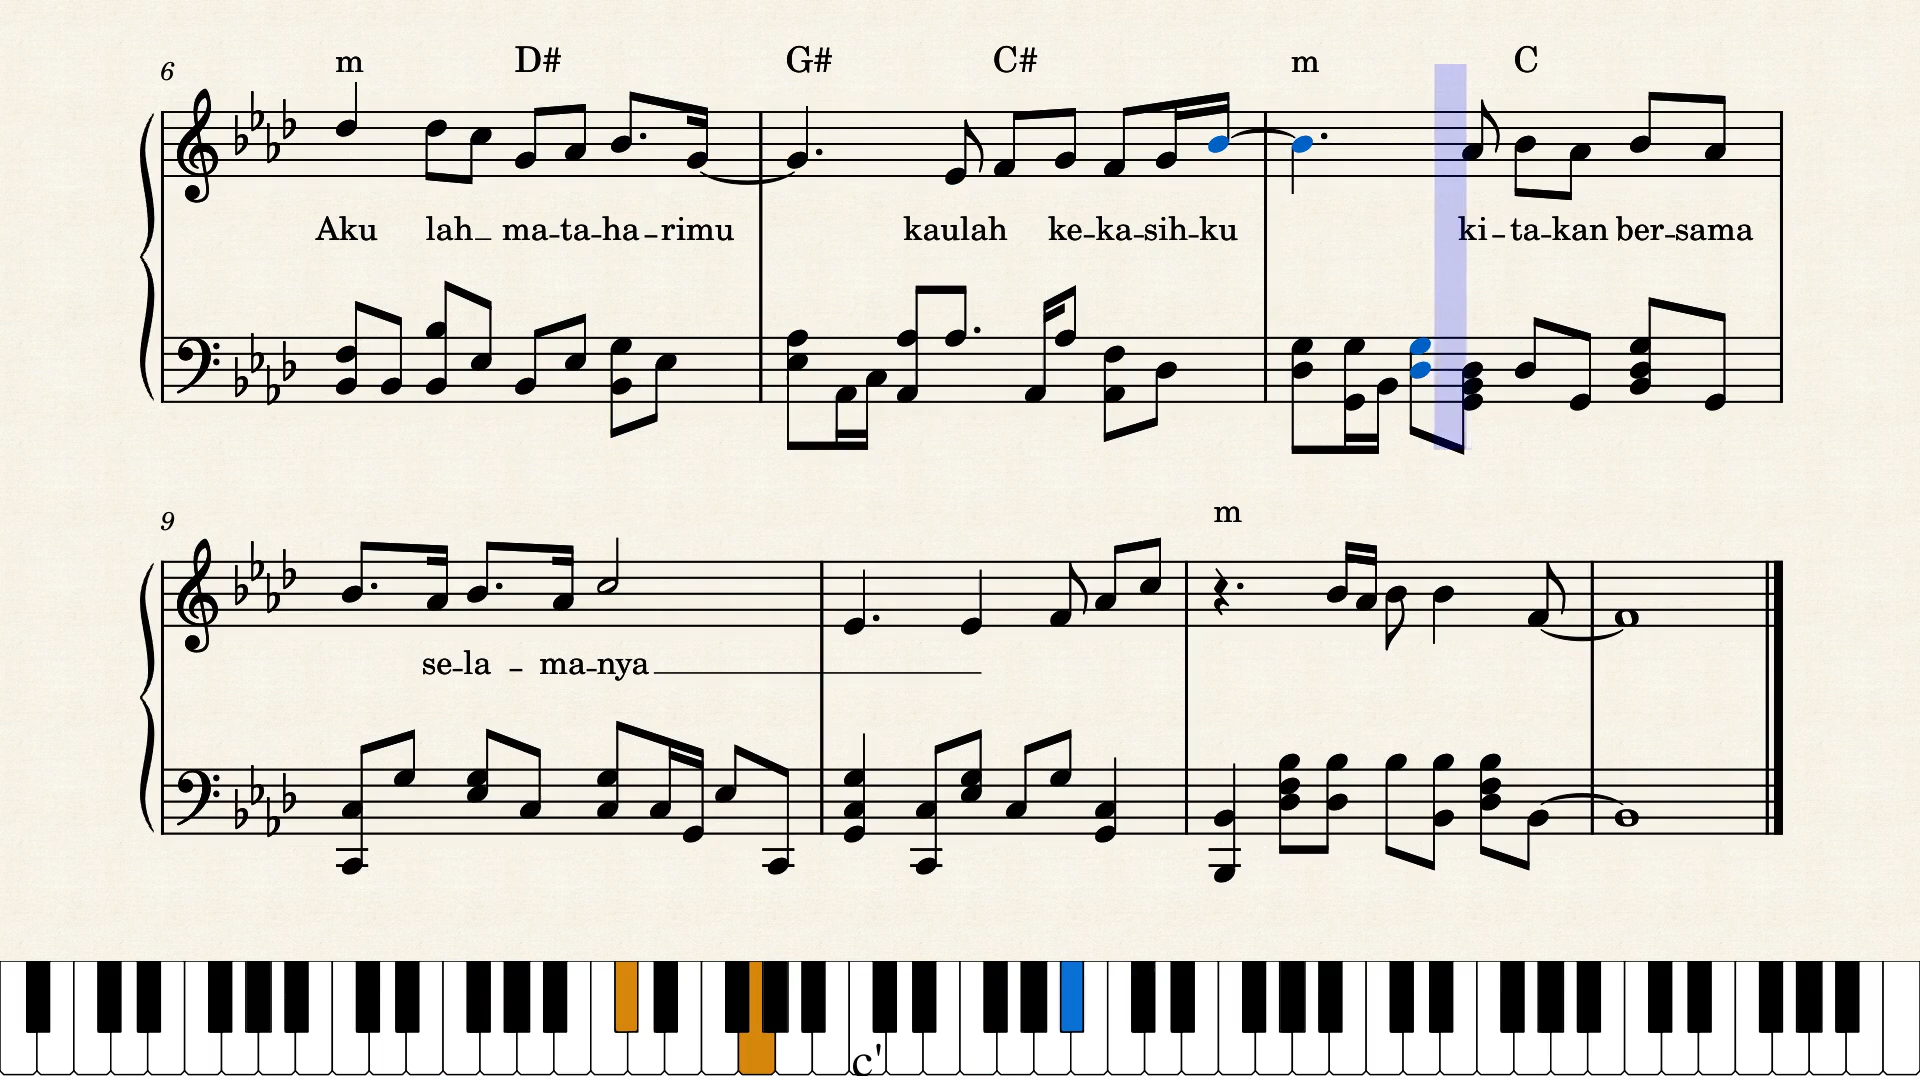 6 m D# G# C# m C
Aku lah_ ma-ta-ha-rimu kaulah ke-ka-sih-ku ki-ta-kan ber-sama
9 m
se-la - ma-nya
c'